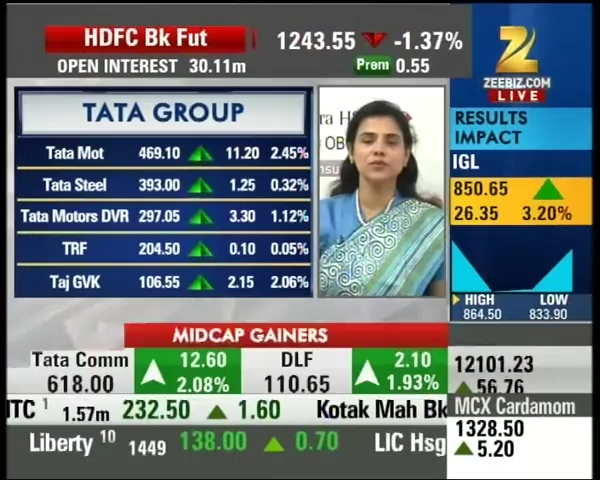 HDFC Bk Fut
1243.55 -1.37%
OPEN INTEREST 30.11m
Prem 0.55
ZEEBIZ.COM
LIVE
TATA GROUP
Tata Mot 469.10 11.20 2.45%
Tata Steel 393.00 1.25 0.32%
Tata Motors DVR 297.05 3.30 1.12%
TRF 204.50 0.10 0.05%
Taj GVK 106.55 2.15 2.06%
RESULTS
IMPACT
IGL
850.65
26.35 3.20%
HIGH LOW
864.50 833.90
MIDCAP GAINERS
Tata Comm 12.60
618.00 2.08%
DLF 2.10
110.65 1.93%
12101.23
56.76
ITC 1 1.57m 232.50 1.60 Kotak Mah Bk
MCX Cardamom
1328.50
5.20
Liberty 10 1449 138.00 0.70 LIC Hsg